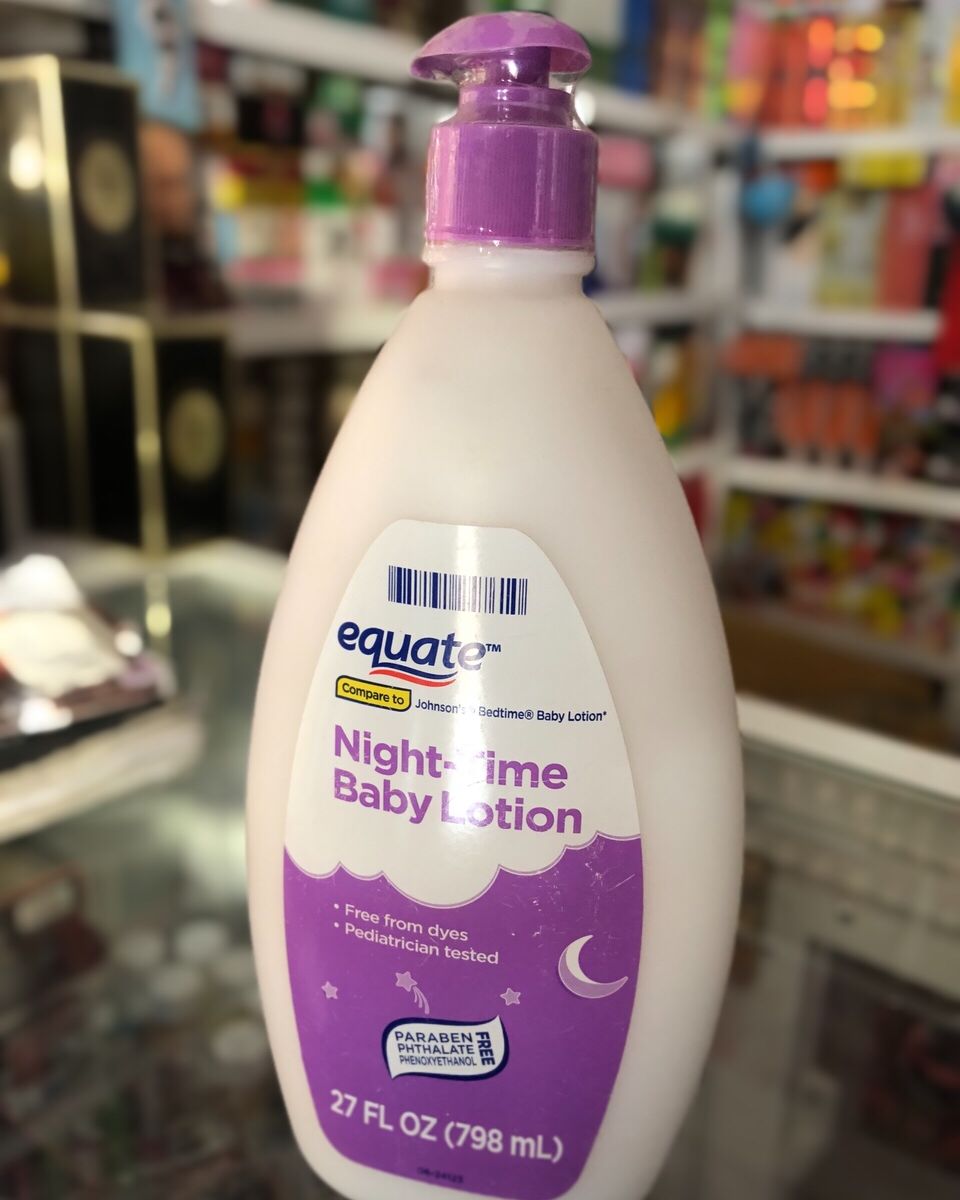 equate™
Compare to Johnson's® Bedtime® Baby Lotion*
Night-Time
Baby Lotion
• Free from dyes
• Pediatrician tested
PARABEN
PHTHALATE
PHENOXYETHANOL
FREE
27 FL OZ (798 mL)